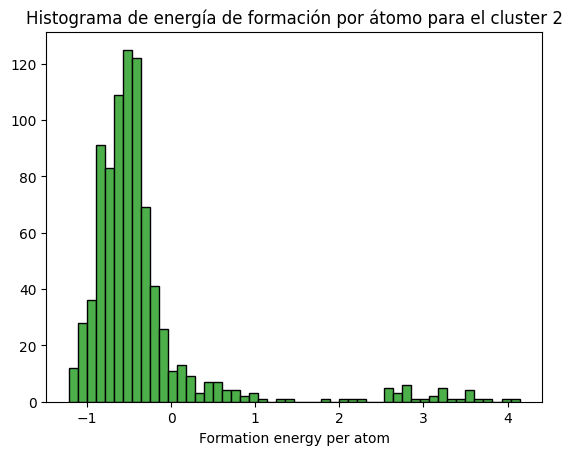 Histograma de energía de formación por átomo para el cluster 2
120
100
80
60
40
20
0
−1 0 1 2 3 4
Formation energy per atom